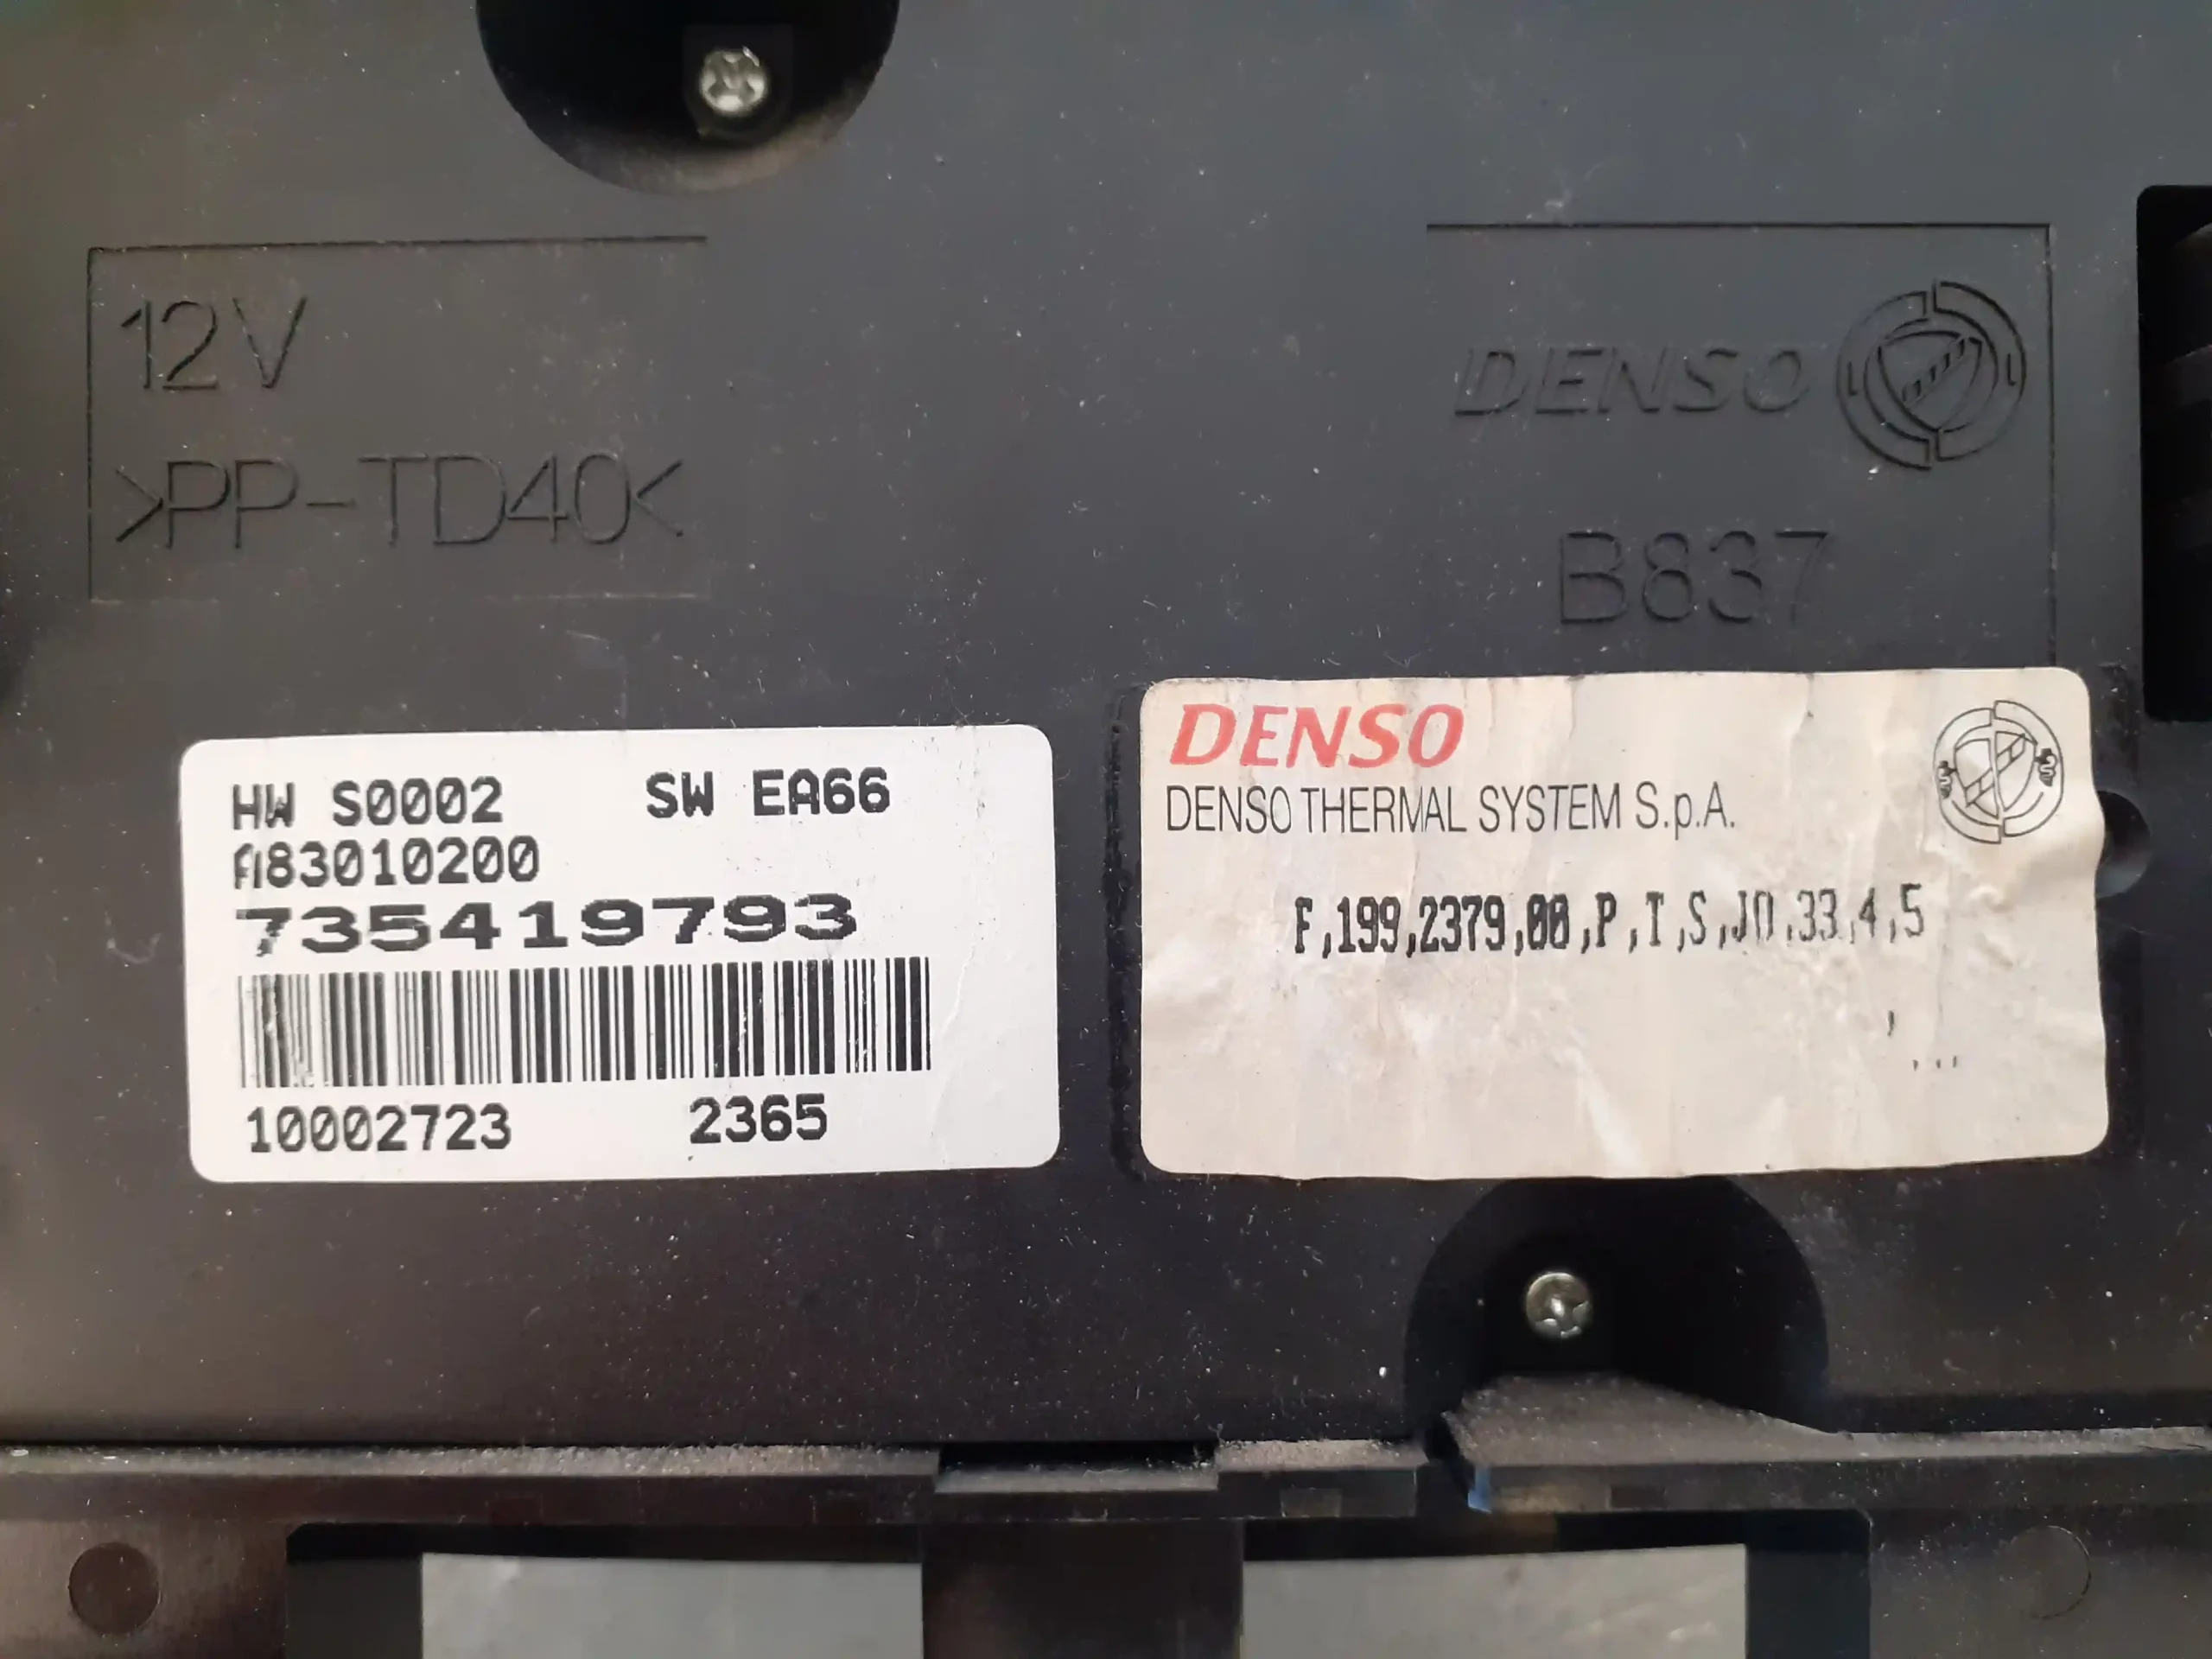 12V
>PP-TD40<
DENSO
B837
HW S0002 SW EA66
A83010200
735419793
10002723 2365
DENSO
DENSO THERMAL SYSTEM S.p.A.
F,199,2379,00,P,T,S,J0,33,4,5